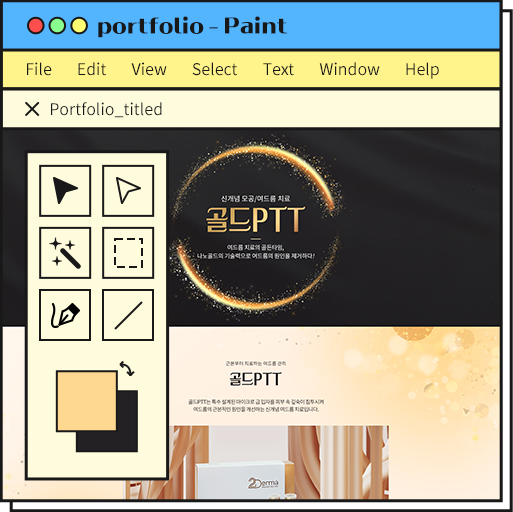 portfolio - Paint
File Edit View Select Text Window Help
Portfolio_titled
신개념 모공/여드름 치료
골드PTT
여드름 치료의 골든타임,
나노골드의 기술력으로 여드름의 원인을 제거하다!
근본부터 치료하는 여드름 관리
골드PTT
골드PTT는 특수 설계된 마이크로 금 입자를 피부 속 깊숙이 침투시켜
여드름의 근본적인 원인을 개선하는 신개념 여드름 치료입니다.
2Derma